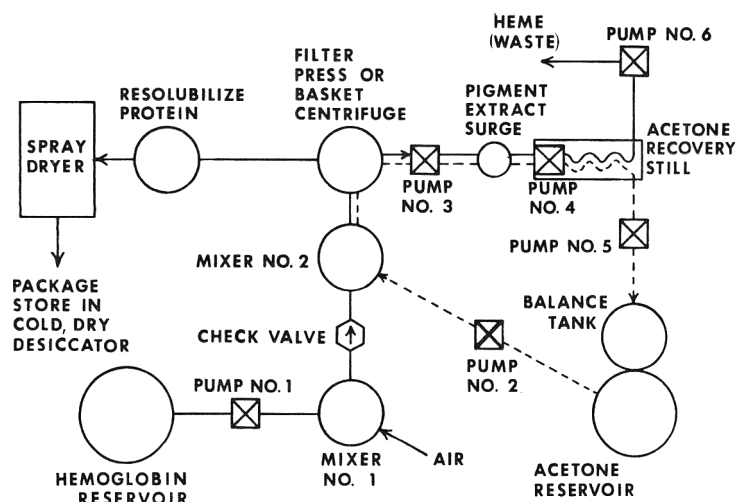 HEME
(WASTE)
PUMP NO. 6
FILTER
PRESS OR
BASKET
CENTRIFUGE
PIGMENT
EXTRACT
SURGE
RESOLUBILIZE
PROTEIN
ACETONE
RECOVERY
STILL
SPRAY
DRYER
PUMP
NO. 3
PUMP
NO. 4
PUMP NO. 5
MIXER NO. 2
PACKAGE
STORE IN
COLD, DRY
DESICCATOR
BALANCE
TANK
CHECK VALVE
PUMP
NO. 2
PUMP NO. 1
AIR
MIXER
NO. 1
HEMOGLOBIN
RESERVOIR
ACETONE
RESERVOIR